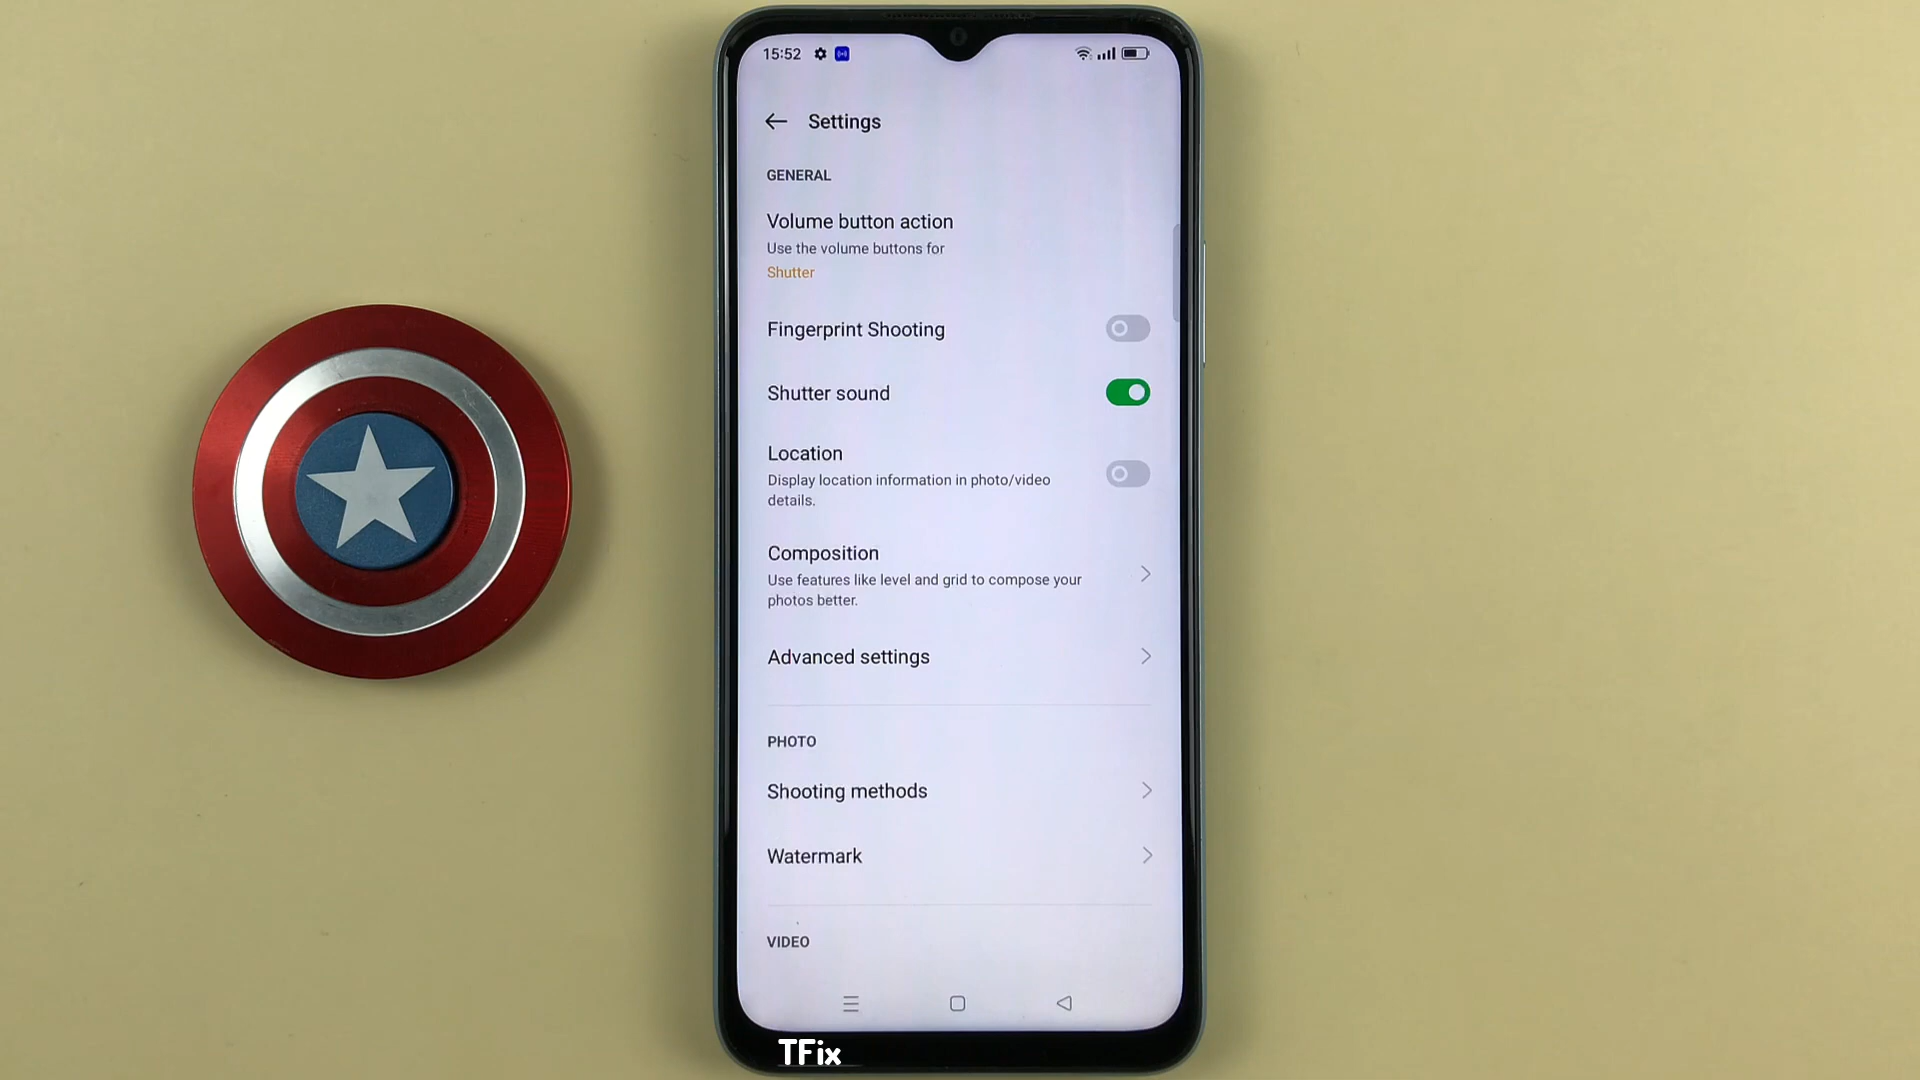 15:52
Settings
GENERAL
Volume button action
Use the volume buttons for
Shutter
Fingerprint Shooting
Shutter sound
Location
Display location information in photo/video
details.
Composition
Use features like level and grid to compose your
photos better.
Advanced settings
PHOTO
Shooting methods
Watermark
VIDEO
TFix